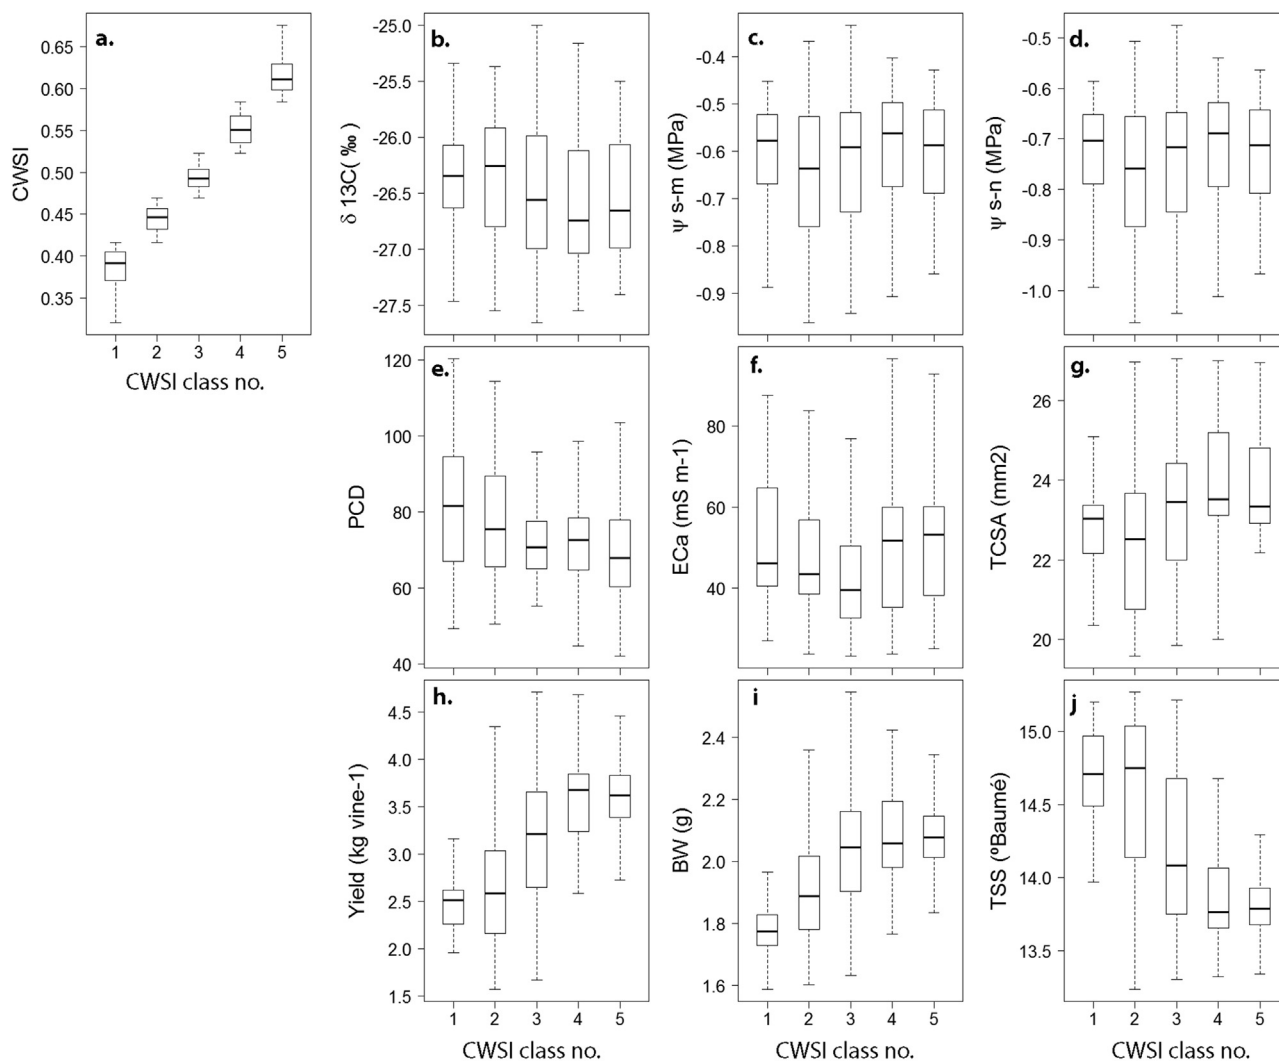 a.
CWSI
0.65
0.60
0.55
0.50
0.45
0.40
0.35
1 2 3 4 5
CWSI class no.
b.
δ 13C( ‰ )
-25.0
-25.5
-26.0
-26.5
-27.0
-27.5
c.
ψ s-m (MPa)
-0.4
-0.5
-0.6
-0.7
-0.8
-0.9
d.
ψ s-n (MPa)
-0.5
-0.6
-0.7
-0.8
-0.9
-1.0
e.
PCD
120
100
80
60
40
f.
ECa (mS m-1)
80
60
40
g.
TCSA (mm2)
26
24
22
20
h.
Yield (kg vine-1)
4.5
4.0
3.5
3.0
2.5
2.0
1.5
1 2 3 4 5
CWSI class no.
i
BW (g)
2.4
2.2
2.0
1.8
1.6
1 2 3 4 5
CWSI class no.
j
TSS (ºBaumé)
15.0
14.5
14.0
13.5
1 2 3 4 5
CWSI class no.